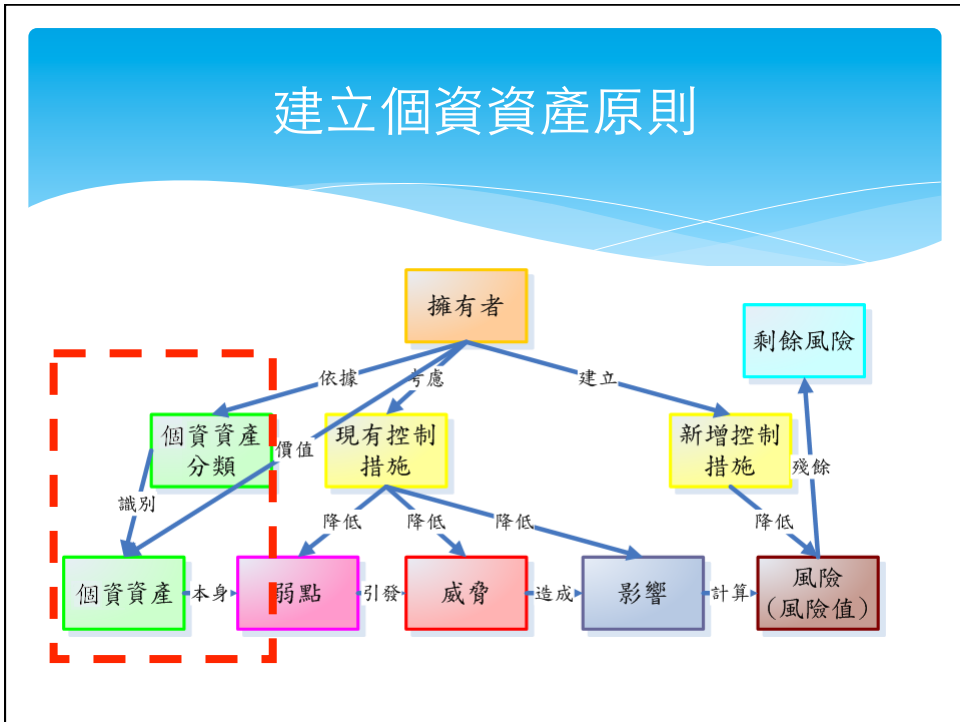 建立個資資產原則
擁有者
剩餘風險
依據
考慮
建立
個資資產
分類
價值
現有控制
措施
新增控制
措施
殘餘
識別
降低
降低
降低
降低
個資資產
本身
弱點
引發
威脅
造成
影響
計算
風險
(風險值)